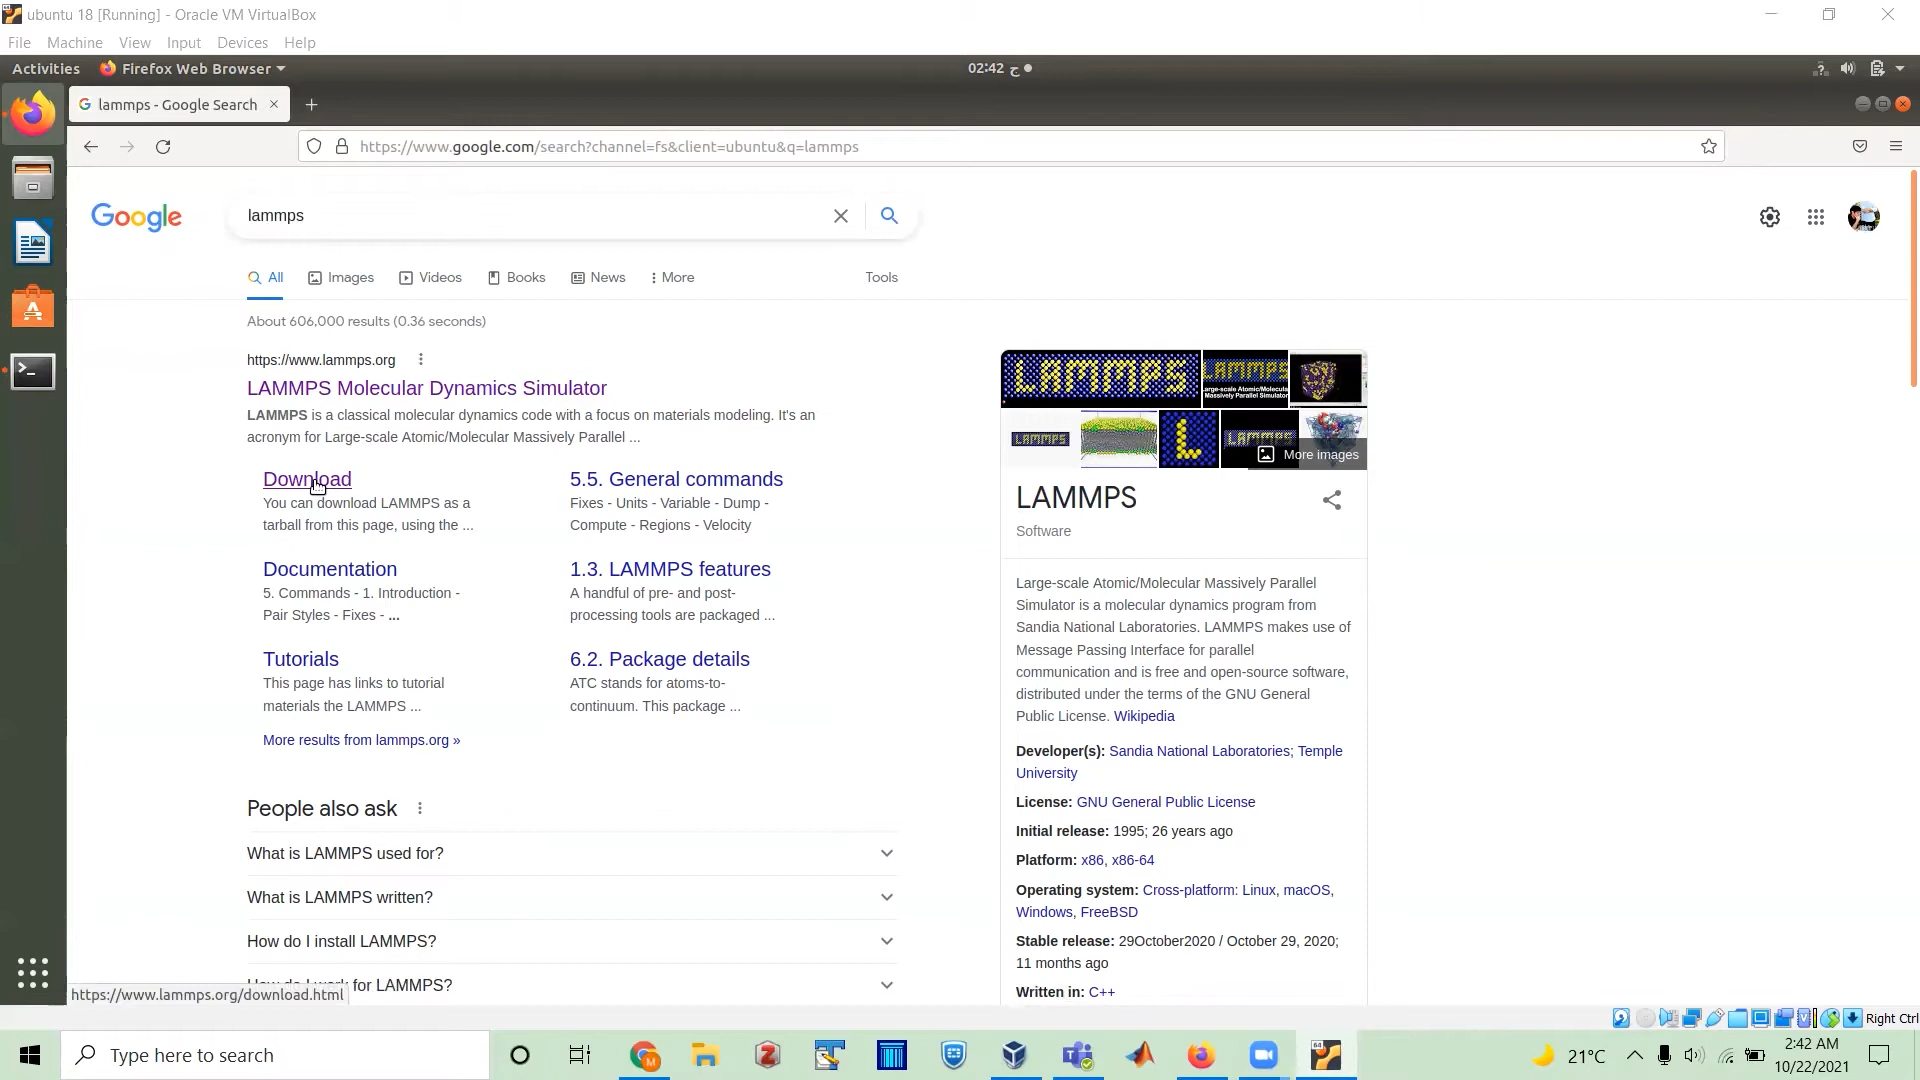 ubuntu 18 [Running] - Oracle VM VirtualBox
File Machine View Input Devices Help
Activities Firefox Web Browser 02:42 ج
lammps - Google Search
https://www.google.com/search?channel=fs&client=ubuntu&q=lammps
Google lammps
All Images Videos Books News More Tools
About 606,000 results (0.36 seconds)
https://www.lammps.org
LAMMPS Molecular Dynamics Simulator
LAMMPS is a classical molecular dynamics code with a focus on materials modeling. It's an
acronym for Large-scale Atomic/Molecular Massively Parallel ...
Download
You can download LAMMPS as a
tarball from this page, using the ...
5.5. General commands
Fixes - Units - Variable - Dump -
Compute - Regions - Velocity
Documentation
5. Commands - 1. Introduction -
Pair Styles - Fixes - ...
1.3. LAMMPS features
A handful of pre- and post-
processing tools are packaged ...
Tutorials
This page has links to tutorial
materials the LAMMPS ...
6.2. Package details
ATC stands for atoms-to-
continuum. This package ...
More results from lammps.org »
People also ask
What is LAMMPS used for?
What is LAMMPS written?
How do I install LAMMPS?
How do I work for LAMMPS?
https://www.lammps.org/download.html
LAMMPS
LAMMPS
Large-scale Atomic/Molecular
Massively Parallel Simulator
LAMMPS
L
LAMMPS
More images
LAMMPS
Software
Large-scale Atomic/Molecular Massively Parallel
Simulator is a molecular dynamics program from
Sandia National Laboratories. LAMMPS makes use of
Message Passing Interface for parallel
communication and is free and open-source software,
distributed under the terms of the GNU General
Public License. Wikipedia
Developer(s): Sandia National Laboratories; Temple
University
License: GNU General Public License
Initial release: 1995; 26 years ago
Platform: x86, x86-64
Operating system: Cross-platform: Linux, macOS,
Windows, FreeBSD
Stable release: 29October2020 / October 29, 2020;
11 months ago
Written in: C++
Right Ctrl
Type here to search
21°C
2:42 AM
10/22/2021